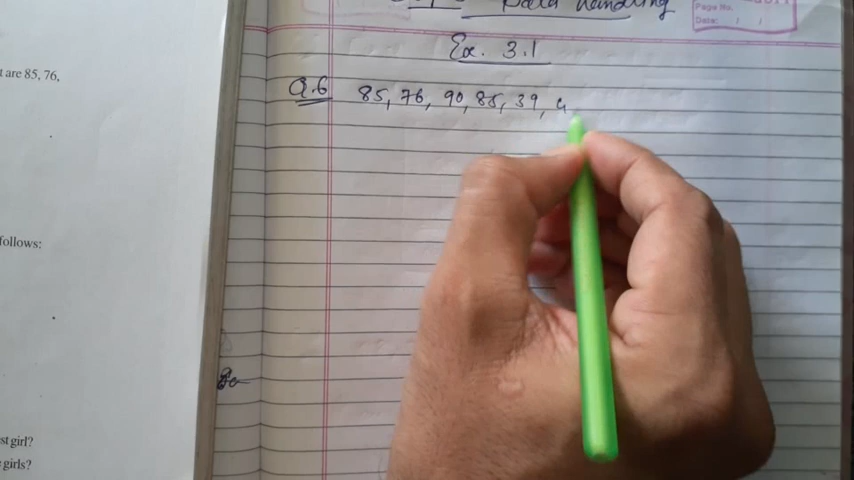 Data Handling
Page No.
Date: / /
Ex. 3.1
t are 85, 76,
Q.6 85, 76, 90, 85, 39, 4
follows:
st girl?
girls?